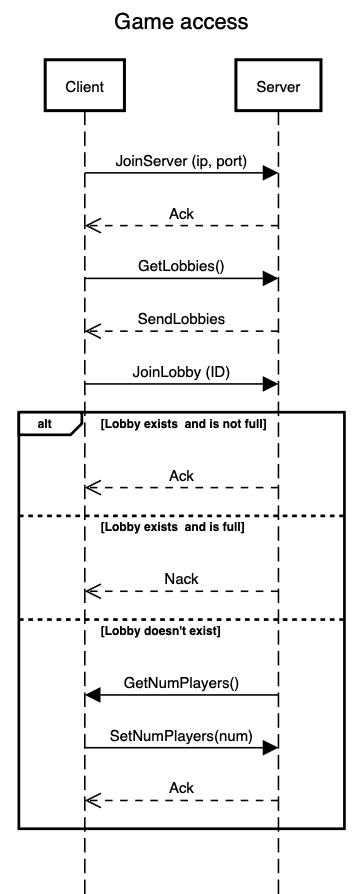 Game access
Client Server
JoinServer (ip, port)
Ack
GetLobbies()
SendLobbies
JoinLobby (ID)
alt [Lobby exists and is not full]
Ack
[Lobby exists and is full]
Nack
[Lobby doesn't exist]
GetNumPlayers()
SetNumPlayers(num)
Ack